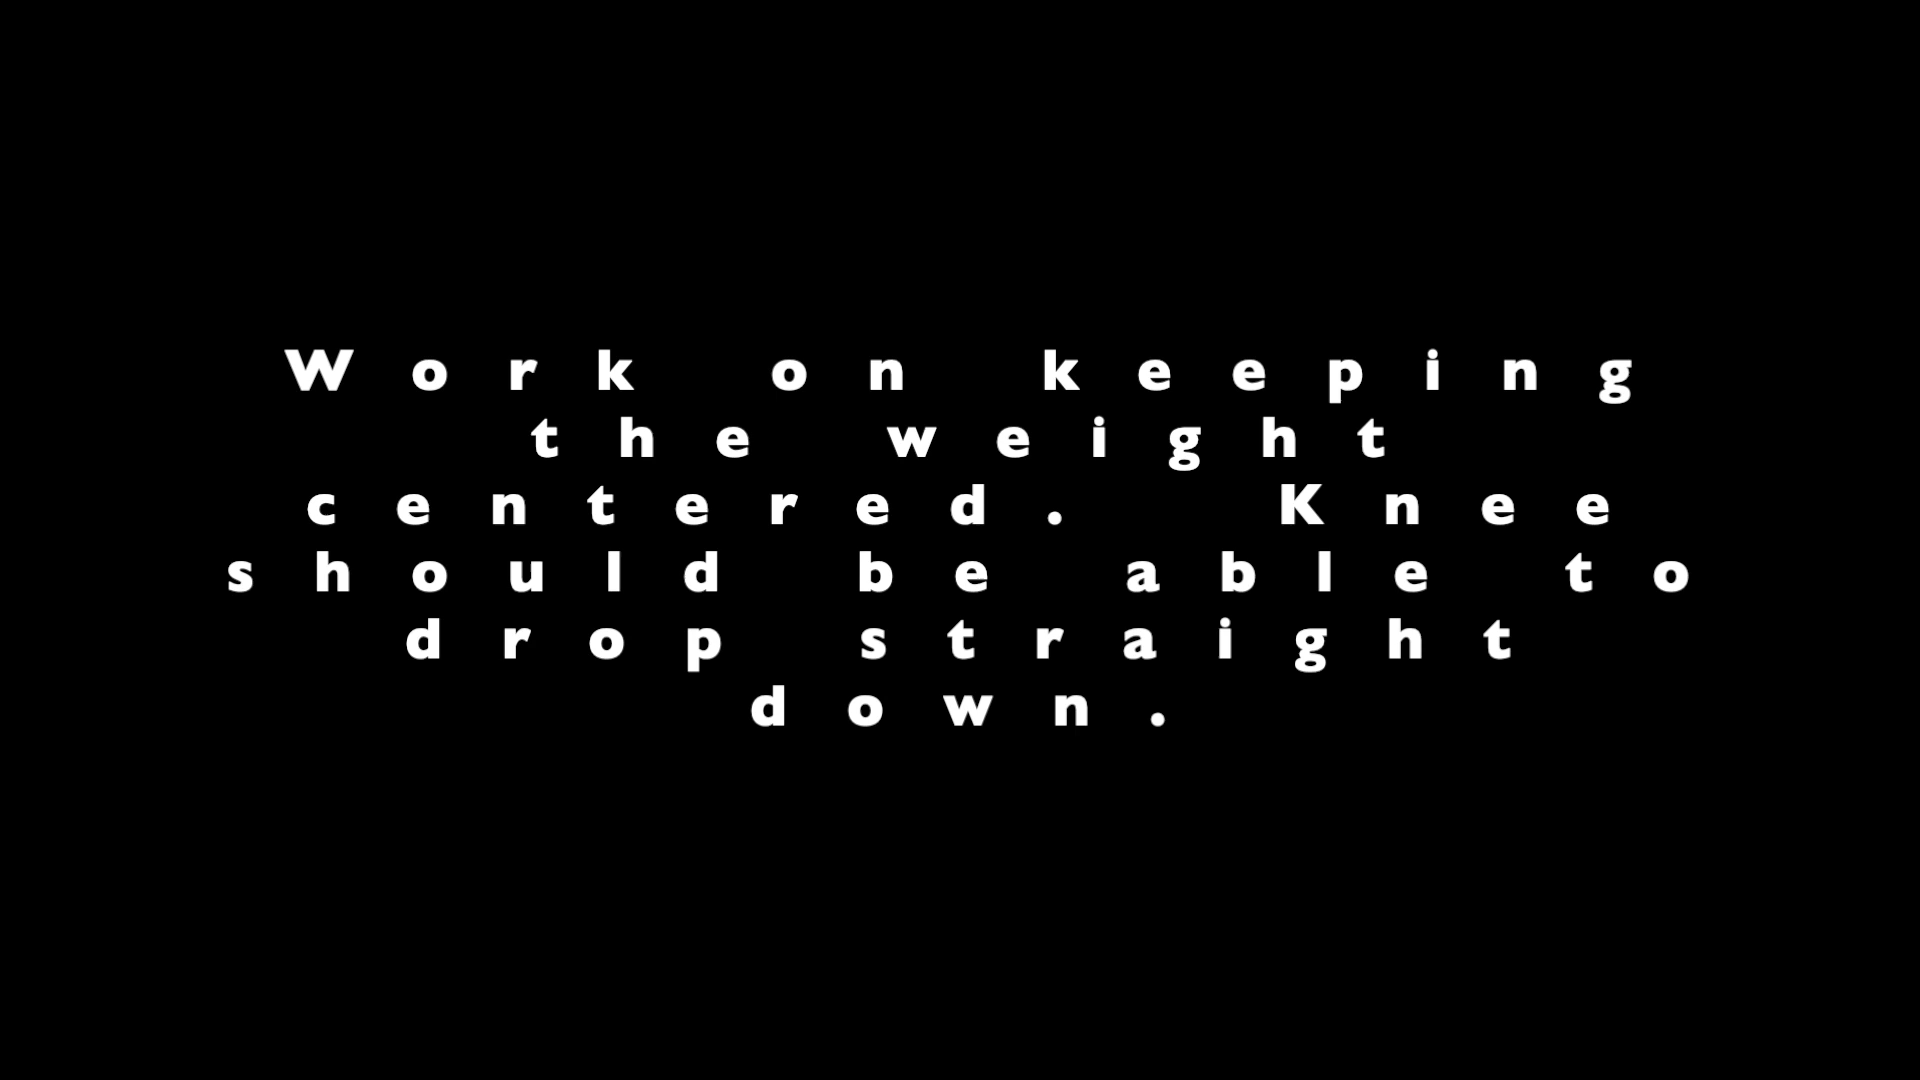 Work on keeping
the weight
centered. Knee
should be able to
drop straight
down.